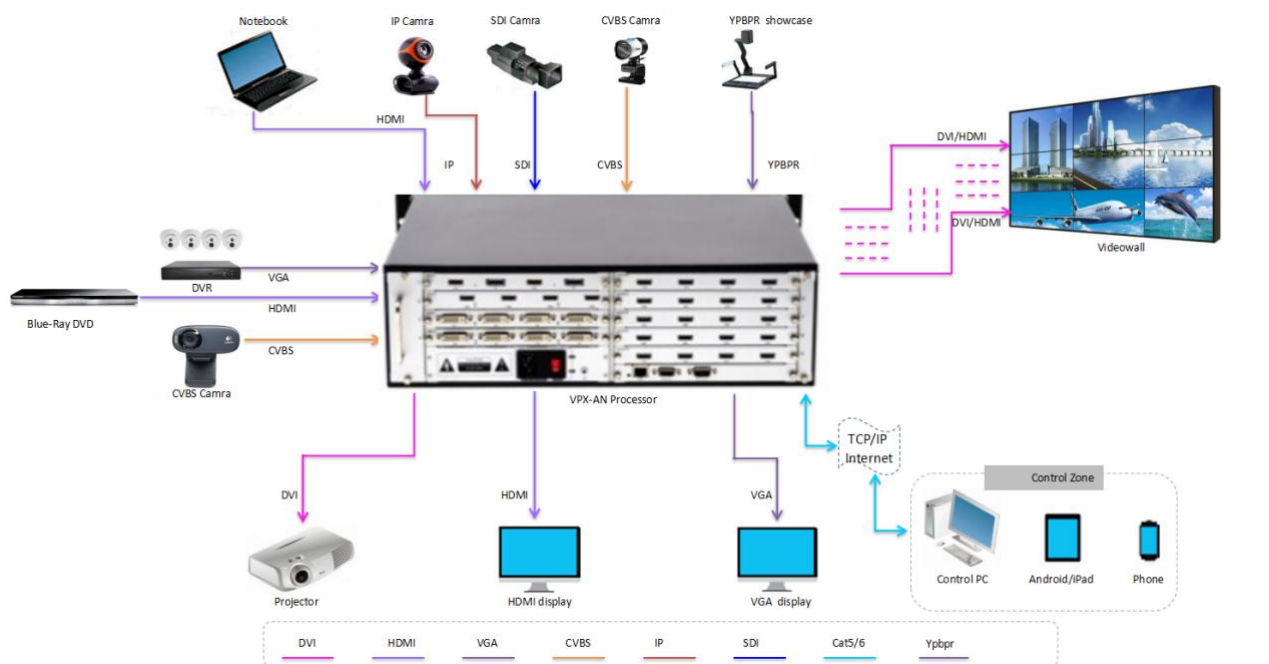 Notebook
IP Camra
SDI Camra
CVBS Camra
YPBPR showcase
HDMI
IP
SDI
CVBS
YPBPR
DVI/HDMI
DVI/HDMI
Videowall
VGA
DVR
HDMI
Blue-Ray DVD
CVBS
CVBS Camra
VPX-AN Processor
TCP/IP
Internet
DVI
HDMI
VGA
Control Zone
Control PC
Android/iPad
Phone
Projector
HDMI display
VGA display
DVI
HDMI
VGA
CVBS
IP
SDI
Cat5/6
Ypbpr